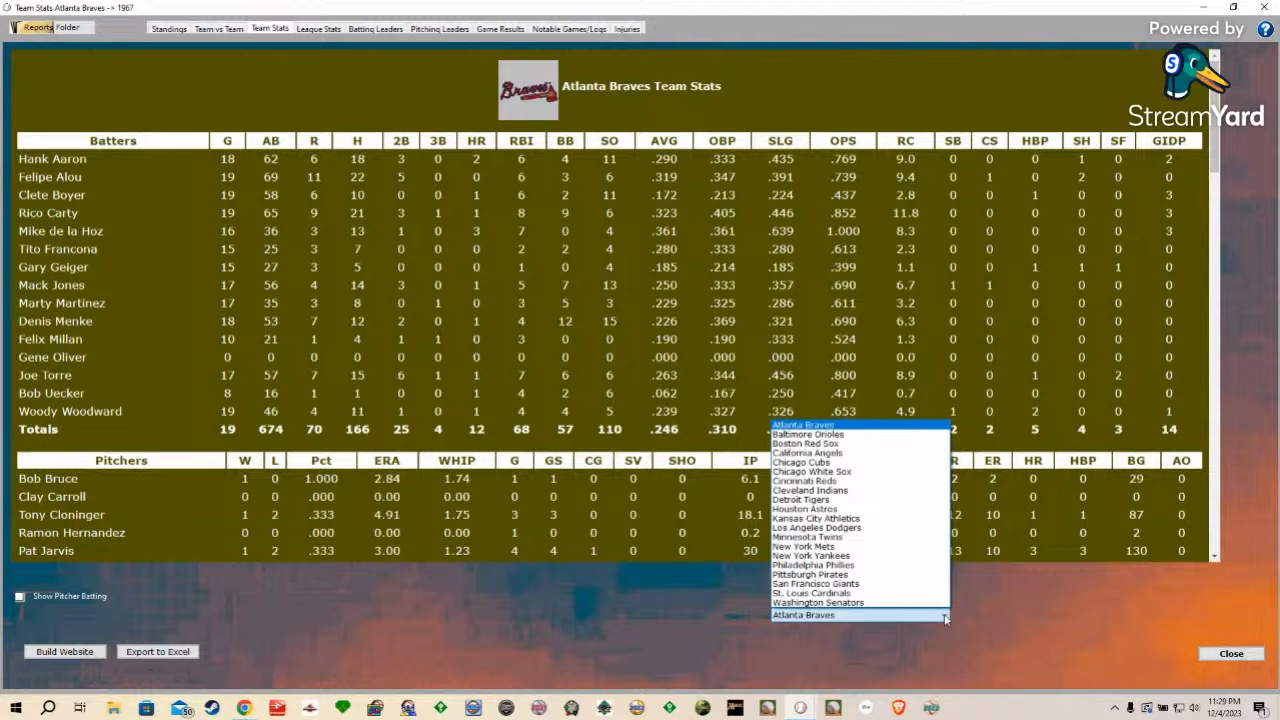 Team Stats Atlanta Braves -> 1967
Reports Folder Standings Team vs Team Team Stats League Stats Batting Leaders Pitching Leaders Game Results Notable Games/Logs Injuries
Powered by
StreamYard
Braves
Atlanta Braves Team Stats
Batters G AB R H 2B 3B HR RBI BB SO AVG OBP SLG OPS RC SB CS HBP SH SF GIDP
Hank Aaron 18 62 6 18 3 0 2 6 4 11 .290 .333 .435 .769 9.0 0 0 0 1 0 2
Felipe Alou 19 69 11 22 5 0 0 6 3 6 .319 .347 .391 .739 9.4 0 1 0 2 0 0
Clete Boyer 19 58 6 10 0 0 1 6 2 11 .172 .213 .224 .437 2.8 0 0 1 0 0 3
Rico Carty 19 65 9 21 3 1 1 8 9 6 .323 .405 .446 .852 11.8 0 0 0 0 0 3
Mike de la Hoz 16 36 3 13 1 0 3 7 0 4 .361 .361 .639 1.000 8.3 0 0 0 0 0 3
Tito Francona 15 25 3 7 0 0 0 2 2 4 .280 .333 .280 .613 2.3 0 0 0 0 0 0
Gary Geiger 15 27 3 5 0 0 0 1 0 4 .185 .214 .185 .399 1.1 0 0 1 1 1 0
Mack Jones 17 56 4 14 3 0 1 5 7 13 .250 .333 .357 .690 6.7 1 1 0 0 0 0
Marty Martinez 17 35 3 8 0 1 0 3 5 3 .229 .325 .286 .611 3.2 0 0 0 0 0 0
Denis Menke 18 53 7 12 2 0 1 4 12 15 .226 .369 .321 .690 6.3 0 0 0 0 0 0
Felix Millan 10 21 1 4 1 1 0 3 0 0 .190 .190 .333 .524 1.3 0 0 0 0 0 0
Gene Oliver 0 0 0 0 0 0 0 0 0 0 .000 .000 .000 .000 0.0 0 0 0 0 0 0
Joe Torre 17 57 7 15 6 1 1 7 6 6 .263 .344 .456 .800 8.9 0 0 1 0 2 0
Bob Uecker 8 16 1 1 0 0 1 4 2 6 .062 .167 .250 .417 0.7 0 0 0 0 0 0
Woody Woodward 19 46 4 11 1 0 1 4 4 5 .239 .327 .326 .653 4.9 1 0 2 0 0 1
Totals 19 674 70 166 25 4 12 68 57 110 .246 .310 2 2 5 4 3 14
Pitchers W L Pct ERA WHIP G GS CG SV SHO IP R ER HR HBP BG AO
Bob Bruce 1 0 1.000 2.84 1.74 1 1 0 0 0 6.1 2 2 0 0 29 0
Clay Carroll 0 0 .000 0.00 0.00 0 0 0 0 0 0 0 0 0 0 0 0
Tony Cloninger 1 2 .333 4.91 1.75 3 3 0 0 0 18.1 12 10 1 1 87 0
Ramon Hernandez 0 0 .000 0.00 0.00 1 0 0 0 0 0.2 0 0 0 0 2 0
Pat Jarvis 1 2 .333 3.00 1.23 4 4 1 0 0 30 13 10 3 3 130 0
Atlanta Braves
Baltimore Orioles
Boston Red Sox
California Angels
Chicago Cubs
Chicago White Sox
Cincinnati Reds
Cleveland Indians
Detroit Tigers
Houston Astros
Kansas City Athletics
Los Angeles Dodgers
Minnesota Twins
New York Mets
New York Yankees
Philadelphia Phillies
Pittsburgh Pirates
San Francisco Giants
St. Louis Cardinals
Washington Senators
Atlanta Braves
Show Pitcher Batting
Build Website Export to Excel Close
50
11:29 PM
12/4/2023